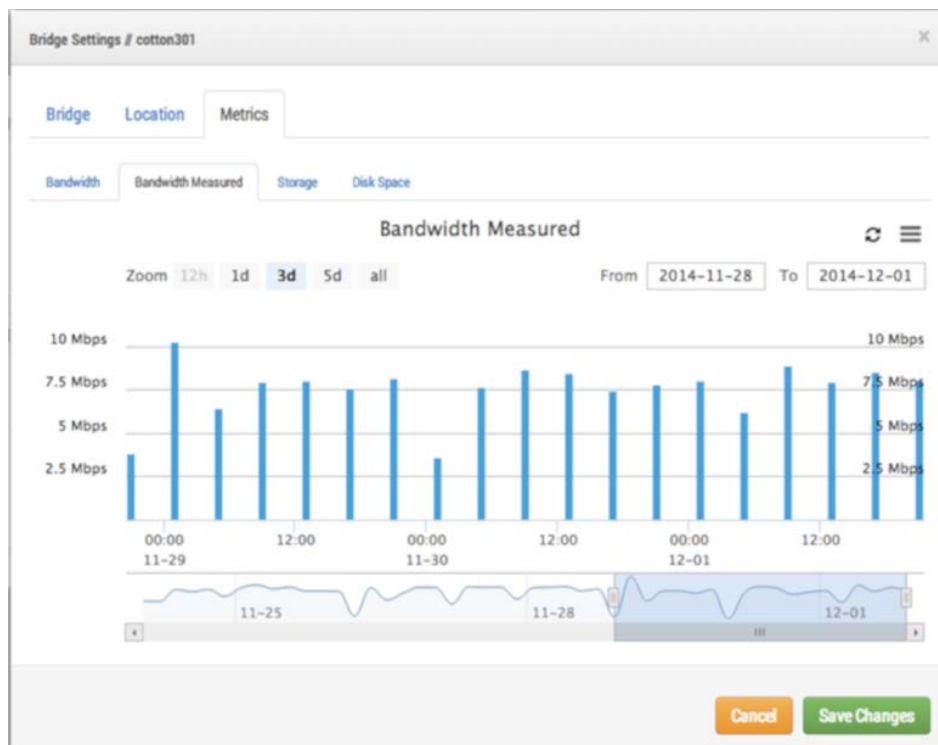 Bridge Settings // cotton301 ×
Bridge Location Metrics
Bandwidth Bandwidth Measured Storage Disk Space
Bandwidth Measured
Zoom 12h 1d 3d 5d all From 2014-11-28 To 2014-12-01
10 Mbps 10 Mbps
7.5 Mbps 7.5 Mbps
5 Mbps 5 Mbps
2.5 Mbps 2.5 Mbps
00:00 12:00 00:00 12:00 00:00 12:00
11-29 11-30 12-01
11-25 11-28 12-01
Cancel Save Changes